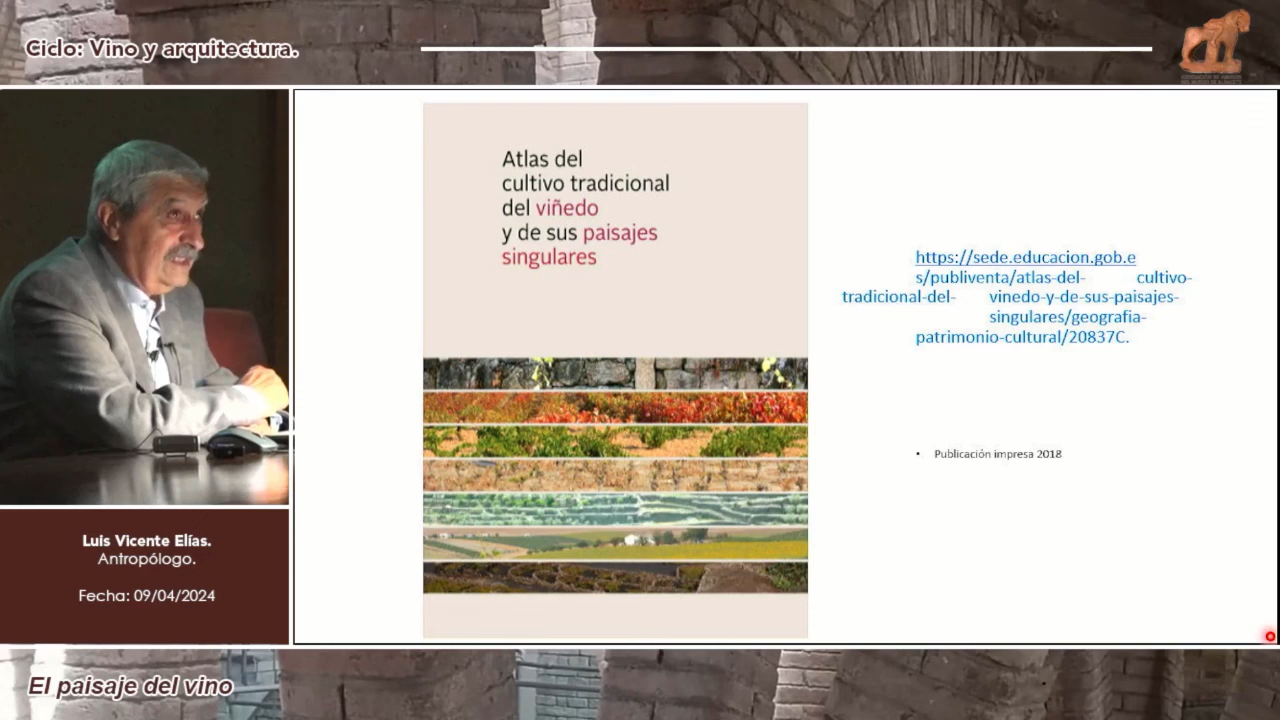 Ciclo: Vino y arquitectura.
Atlas del
cultivo tradicional
del viñedo
y de sus paisajes
singulares
https://sede.educacion.gob.e
s/publiventa/atlas-del- cultivo-
tradicional-del- vinedo-y-de-sus-paisajes-
singulares/geografia-
patrimonio-cultural/20837C.
• Publicación impresa 2018
Luis Vicente Elías.
Antropólogo.
Fecha: 09/04/2024
El paisaje del vino